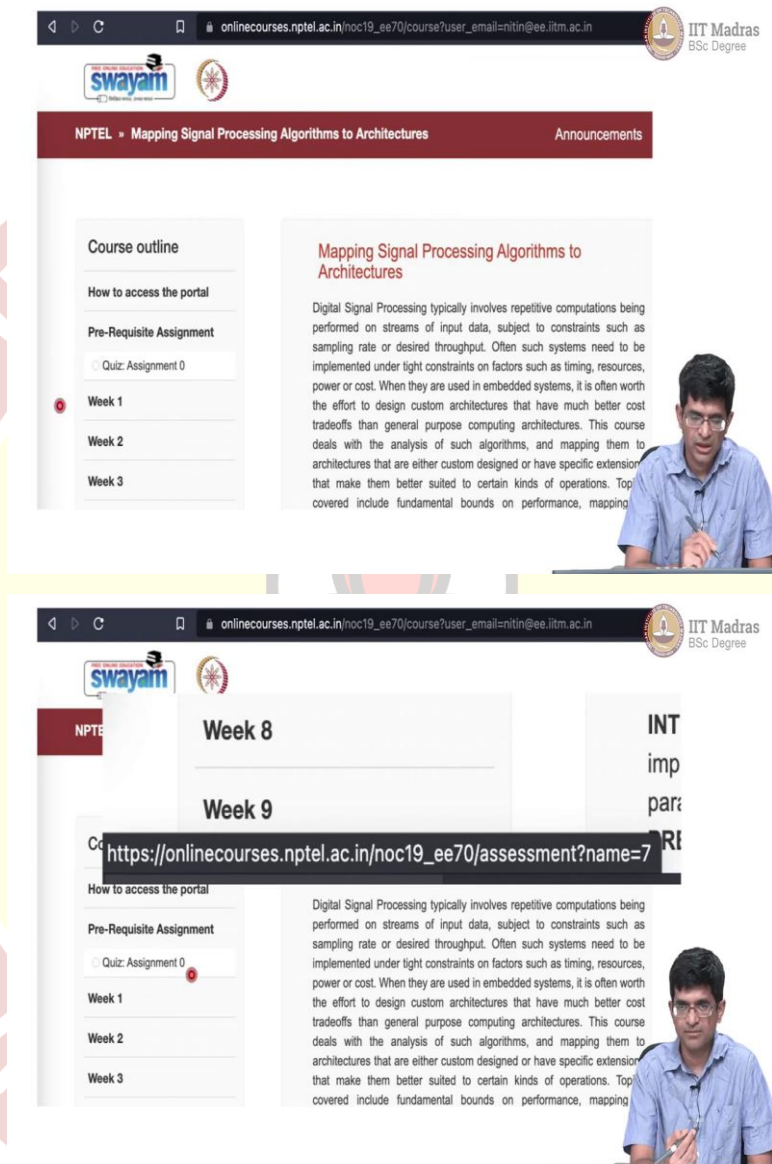 onlinecourses.nptel.ac.in/noc19_ee70/course?user_email=nitin@ee.iitm.ac.in
IIT Madras
BSc Degree
FREE ONLINE EDUCATION
swayam
NPTEL » Mapping Signal Processing Algorithms to Architectures
Announcements
Course outline
How to access the portal
Pre-Requisite Assignment
Quiz: Assignment 0
Week 1
Week 2
Week 3
Mapping Signal Processing Algorithms to
Architectures
Digital Signal Processing typically involves repetitive computations being
performed on streams of input data, subject to constraints such as
sampling rate or desired throughput. Often such systems need to be
implemented under tight constraints on factors such as timing, resources,
power or cost. When they are used in embedded systems, it is often worth
the effort to design custom architectures that have much better cost
tradeoffs than general purpose computing architectures. This course
deals with the analysis of such algorithms, and mapping them to
architectures that are either custom designed or have specific extension
that make them better suited to certain kinds of operations. Top
covered include fundamental bounds on performance, mapping
onlinecourses.nptel.ac.in/noc19_ee70/course?user_email=nitin@ee.iitm.ac.in
IIT Madras
BSc Degree
FREE ONLINE EDUCATION
swayam
NPTE
Week 8
Week 9
INT
imp
para
https://onlinecourses.nptel.ac.in/noc19_ee70/assessment?name=7
Co
How to access the portal
Pre-Requisite Assignment
Quiz: Assignment 0
Week 1
Week 2
Week 3
Digital Signal Processing typically involves repetitive computations being
performed on streams of input data, subject to constraints such as
sampling rate or desired throughput. Often such systems need to be
implemented under tight constraints on factors such as timing, resources,
power or cost. When they are used in embedded systems, it is often worth
the effort to design custom architectures that have much better cost
tradeoffs than general purpose computing architectures. This course
deals with the analysis of such algorithms, and mapping them to
architectures that are either custom designed or have specific extension
that make them better suited to certain kinds of operations. Top
covered include fundamental bounds on performance, mapping